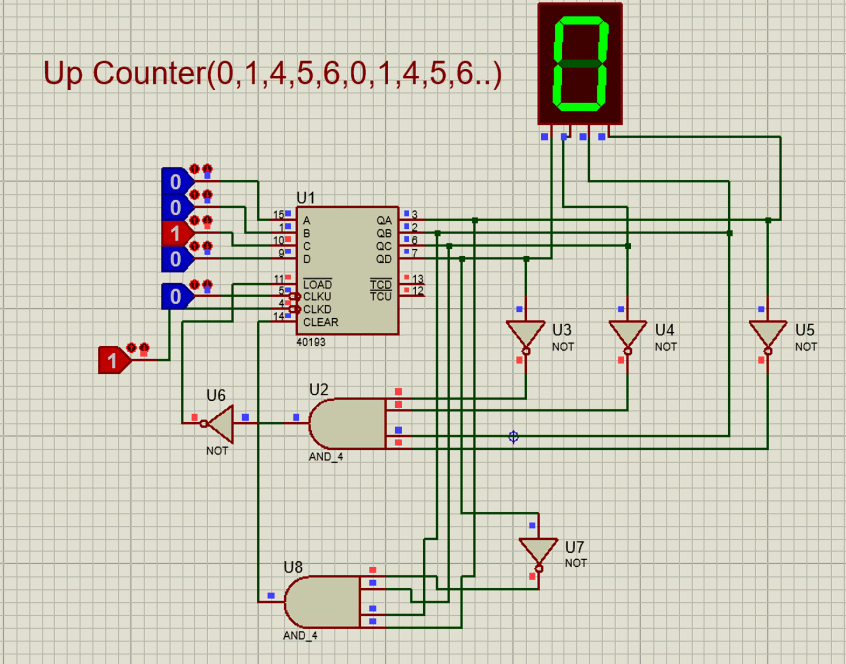 0
Up Counter(0,1,4,5,6,0,1,4,5,6..)
0
0
1
0
0
1
U1
15 A QA 3
1 B QB 2
10 C QC 6
9 D QD 7
11 LOAD TCD 13
5 CLKU TCU 12
4 CLKD
14 CLEAR
40193
U3
NOT
U4
NOT
U5
NOT
U6
NOT
U2
AND_4
U7
NOT
U8
AND_4